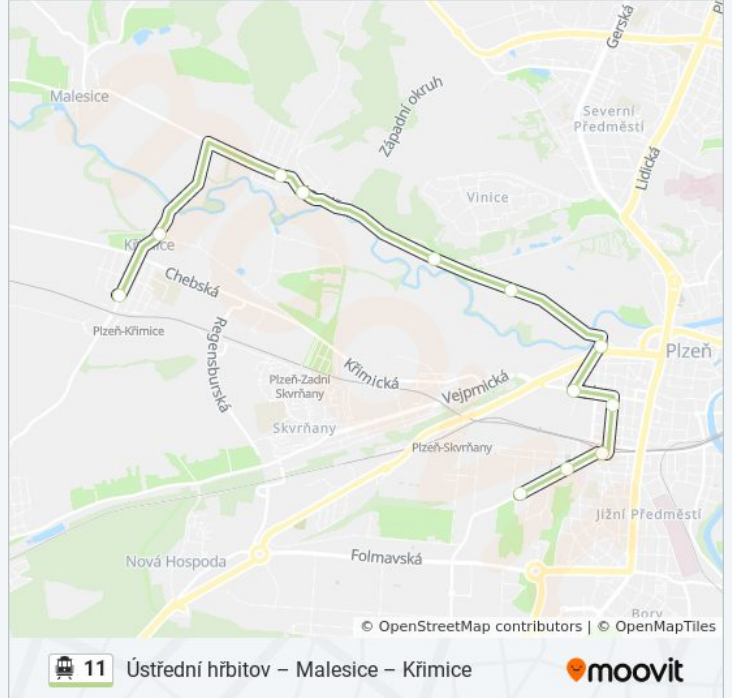 Plz
Gerská
Malesice
Západní okruh
Severní
Předměstí
Lidická
Vinice
Chebská
Plzeň-Křimice
Regensburská
Plzeň
Křimická
Plzeň-Zadní
Skvrňany
Vejprnická
Skvrňany
Plzeň-Skvrňany
Jižní Předměstí
Nová Hospoda
Folmavská
Bory
© OpenStreetMap contributors | © OpenMapTiles
11 Ústřední hřbitov – Malesice – Křimice
moovit